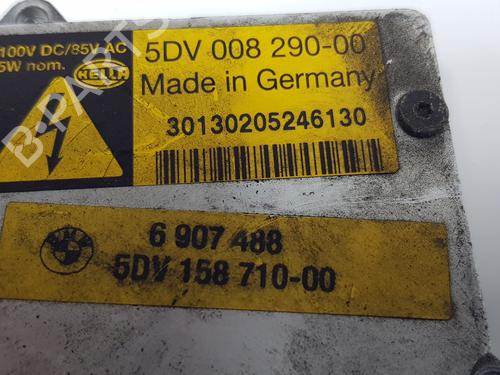 100V DC/85V AC
5W nom.
HELLA
5DV 008 290-00
Made in Germany
30130205246130
B-PARTS
6 907 488
5DV 158 710-00